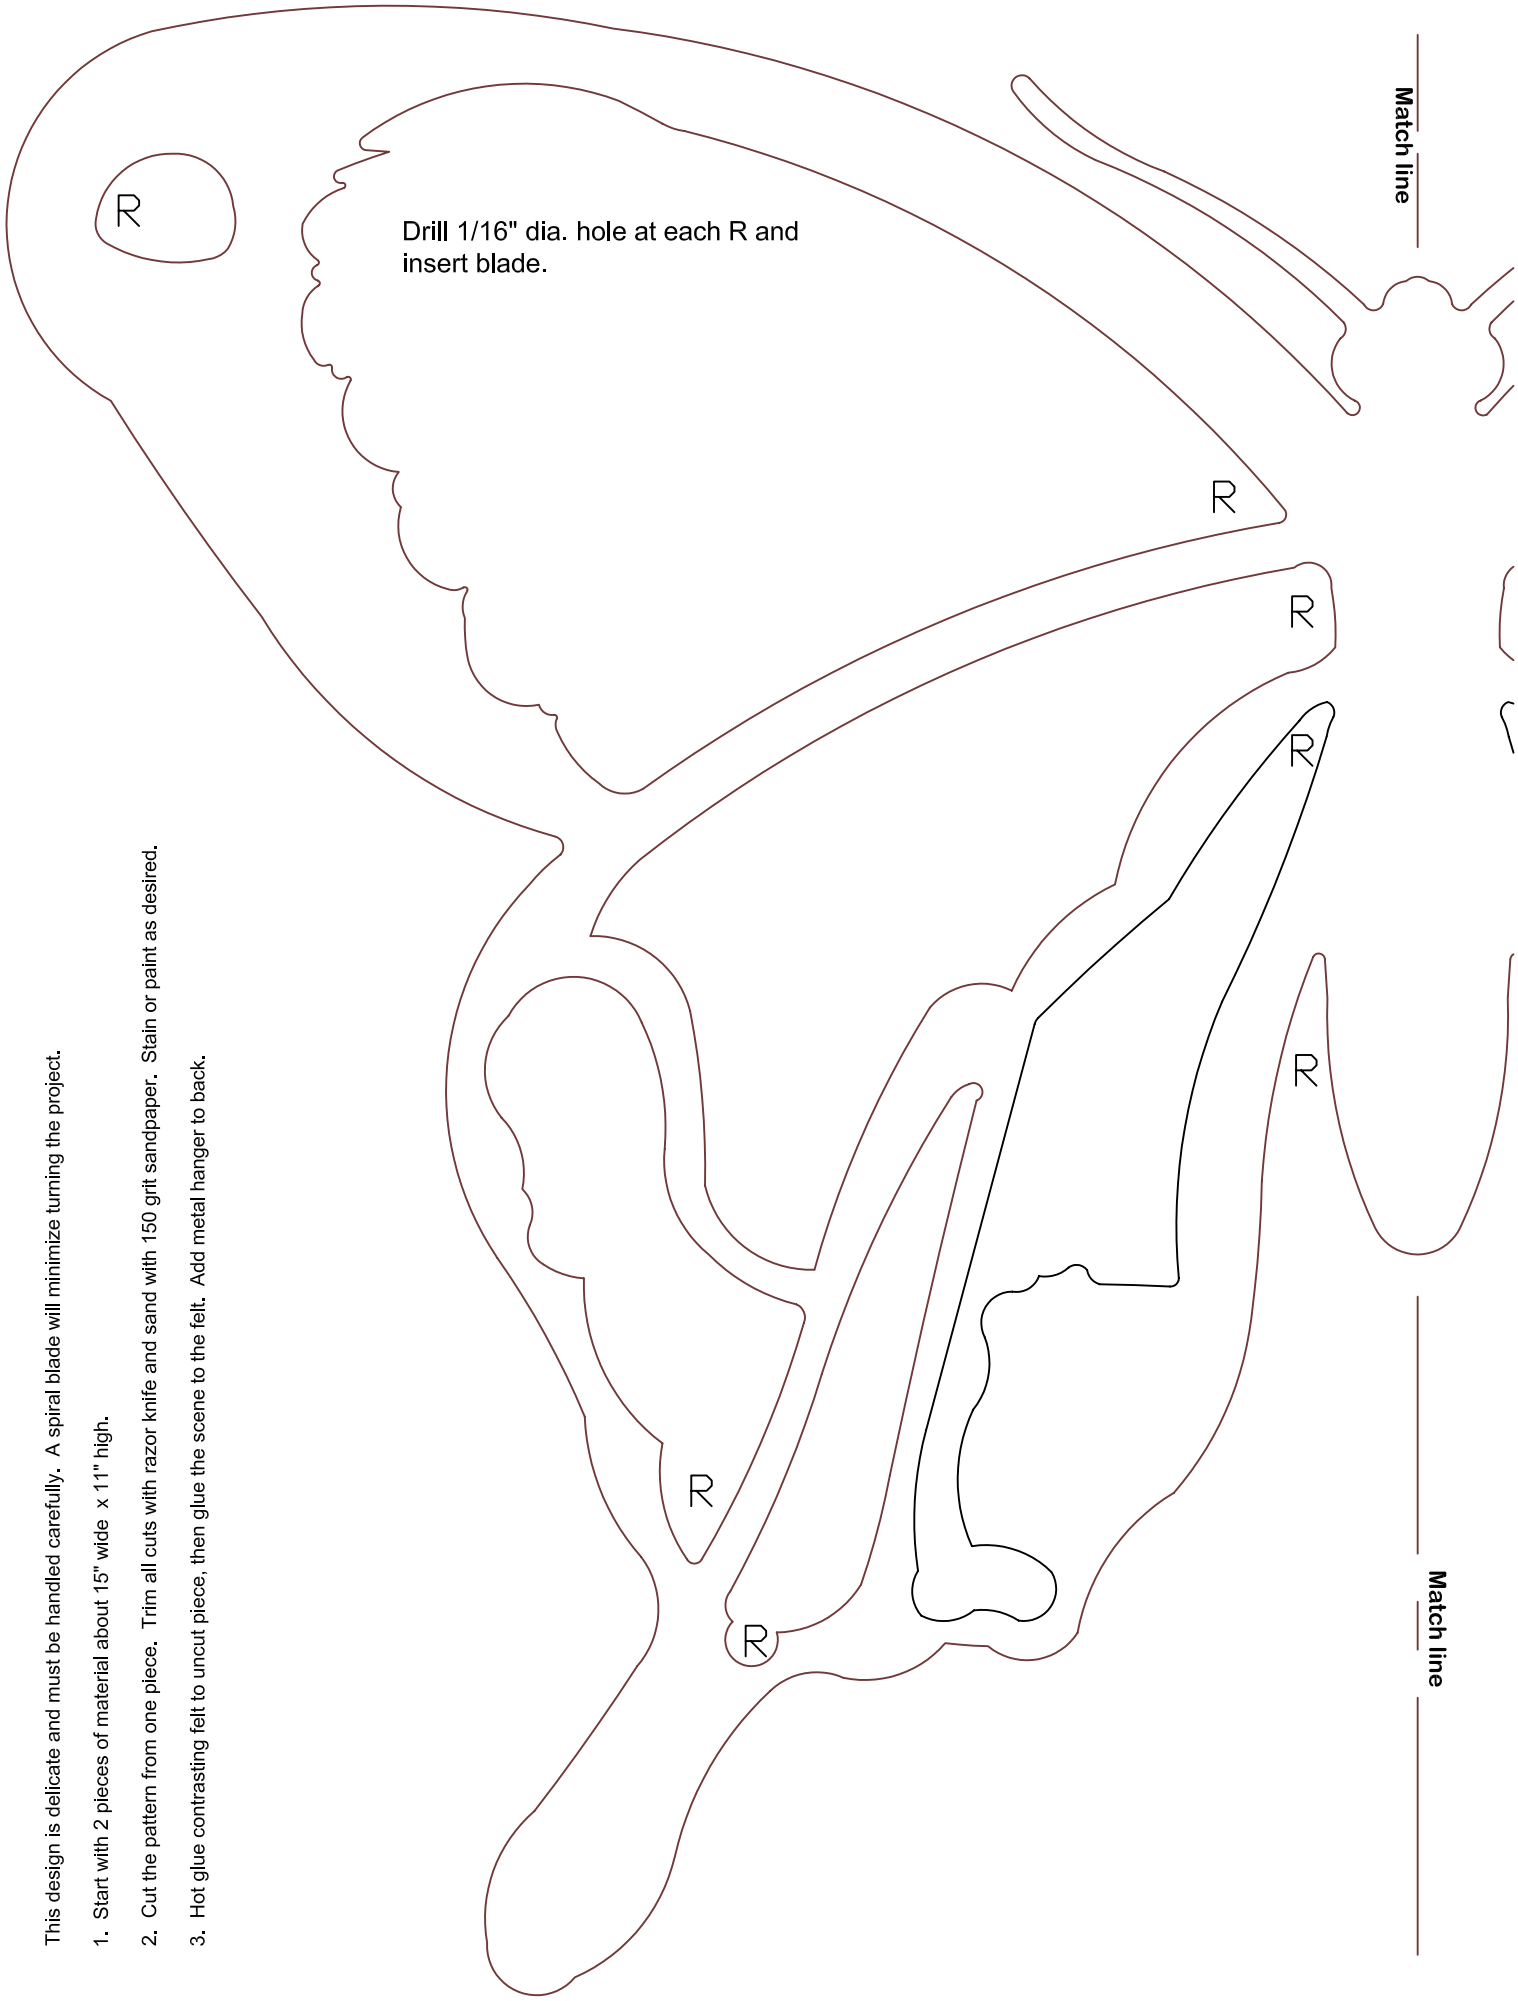 Match line
R
Drill 1/16" dia. hole at each R and
insert blade.
R
R
R
R
R
R
Match line
This design is delicate and must be handled carefully. A spiral blade will minimize turning the project.
1. Start with 2 pieces of material about 15" wide x 11" high.
2. Cut the pattern from one piece. Trim all cuts with razor knife and sand with 150 grit sandpaper. Stain or paint as desired.
3. Hot glue contrasting felt to uncut piece, then glue the scene to the felt. Add metal hanger to back.